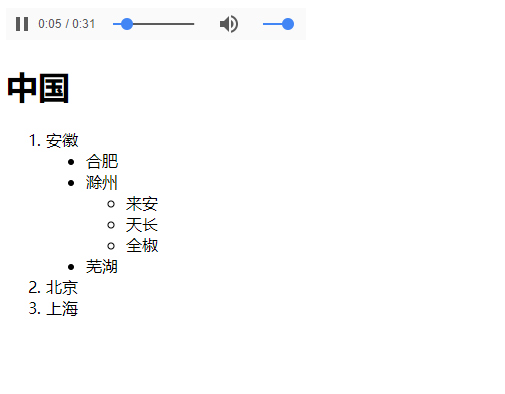 0:05 / 0:31
中国
1. 安徽
合肥
滁州
来安
天长
全椒
芜湖
2. 北京
3. 上海